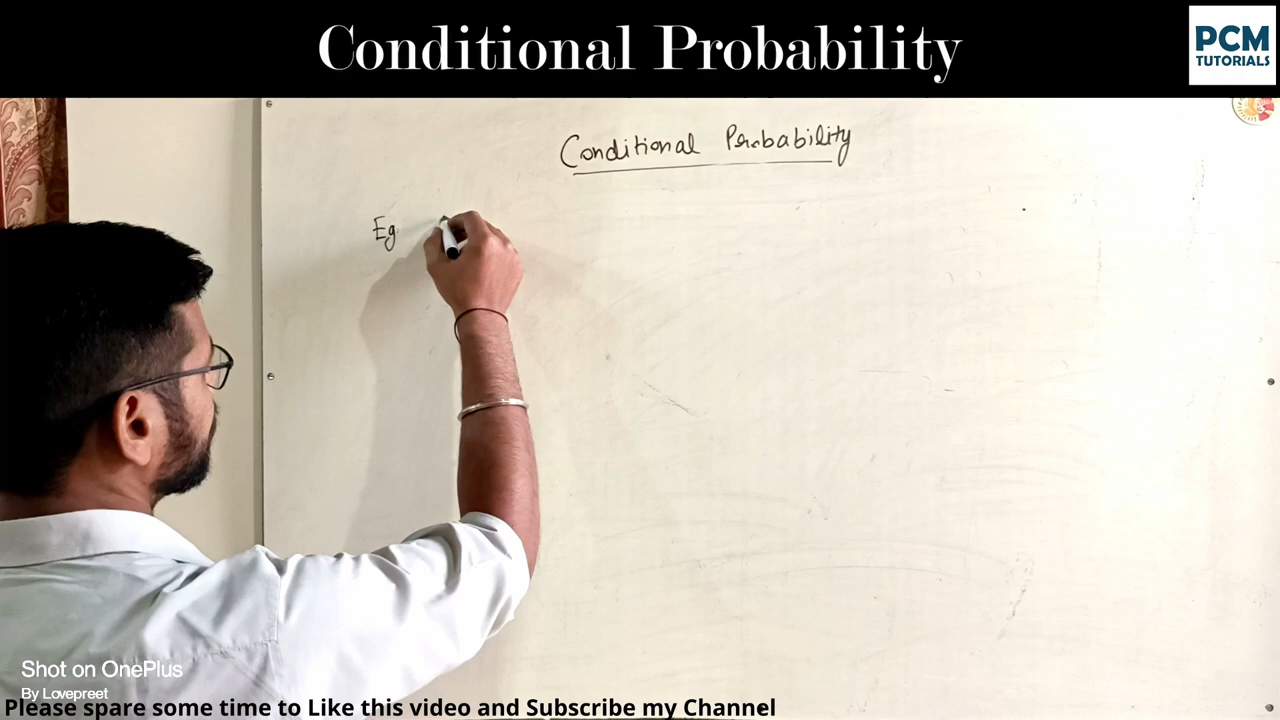 Conditional Probability
PCM
TUTORIALS
Conditional Probability
Eg.
Shot on OnePlus
By Lovepreet
Please spare some time to Like this video and Subscribe my Channel